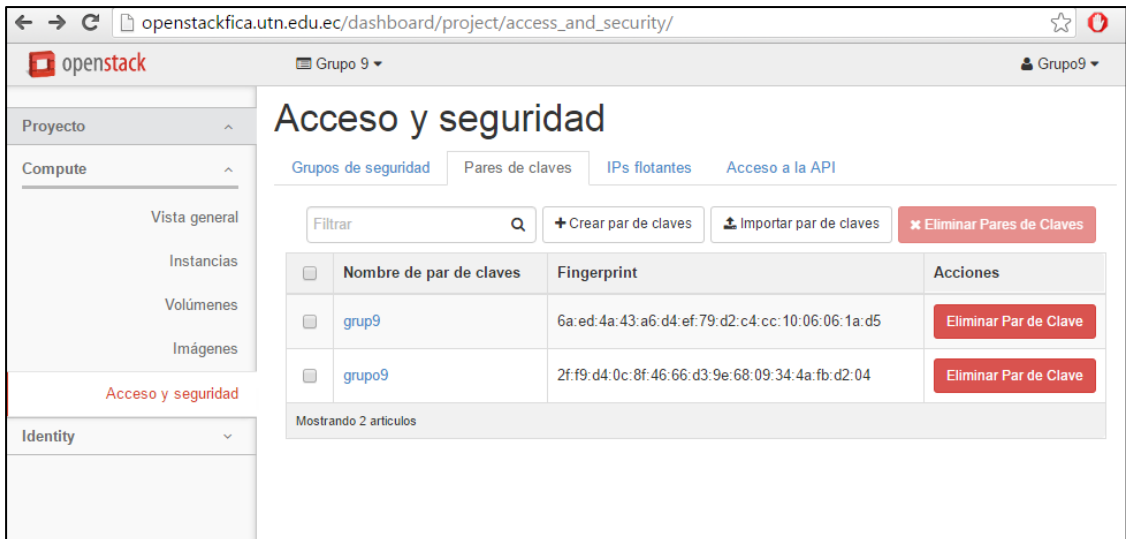 openstackfica.utn.edu.ec/dashboard/project/access_and_security/
openstack
Grupo 9
Grupo9
Proyecto
Compute
Vista general
Instancias
Volúmenes
Imágenes
Acceso y seguridad
Identity
Acceso y seguridad
Grupos de seguridad Pares de claves IPs flotantes Acceso a la API
Filtrar Crear par de claves Importar par de claves Eliminar Pares de Claves
Nombre de par de claves Fingerprint Acciones
grup9 6a:ed:4a:43:a6:d4:ef:79:d2:c4:cc:10:06:06:1a:d5 Eliminar Par de Clave
grupo9 2f:f9:d4:0c:8f:46:66:d3:9e:68:09:34:4a:fb:d2:04 Eliminar Par de Clave
Mostrando 2 articulos